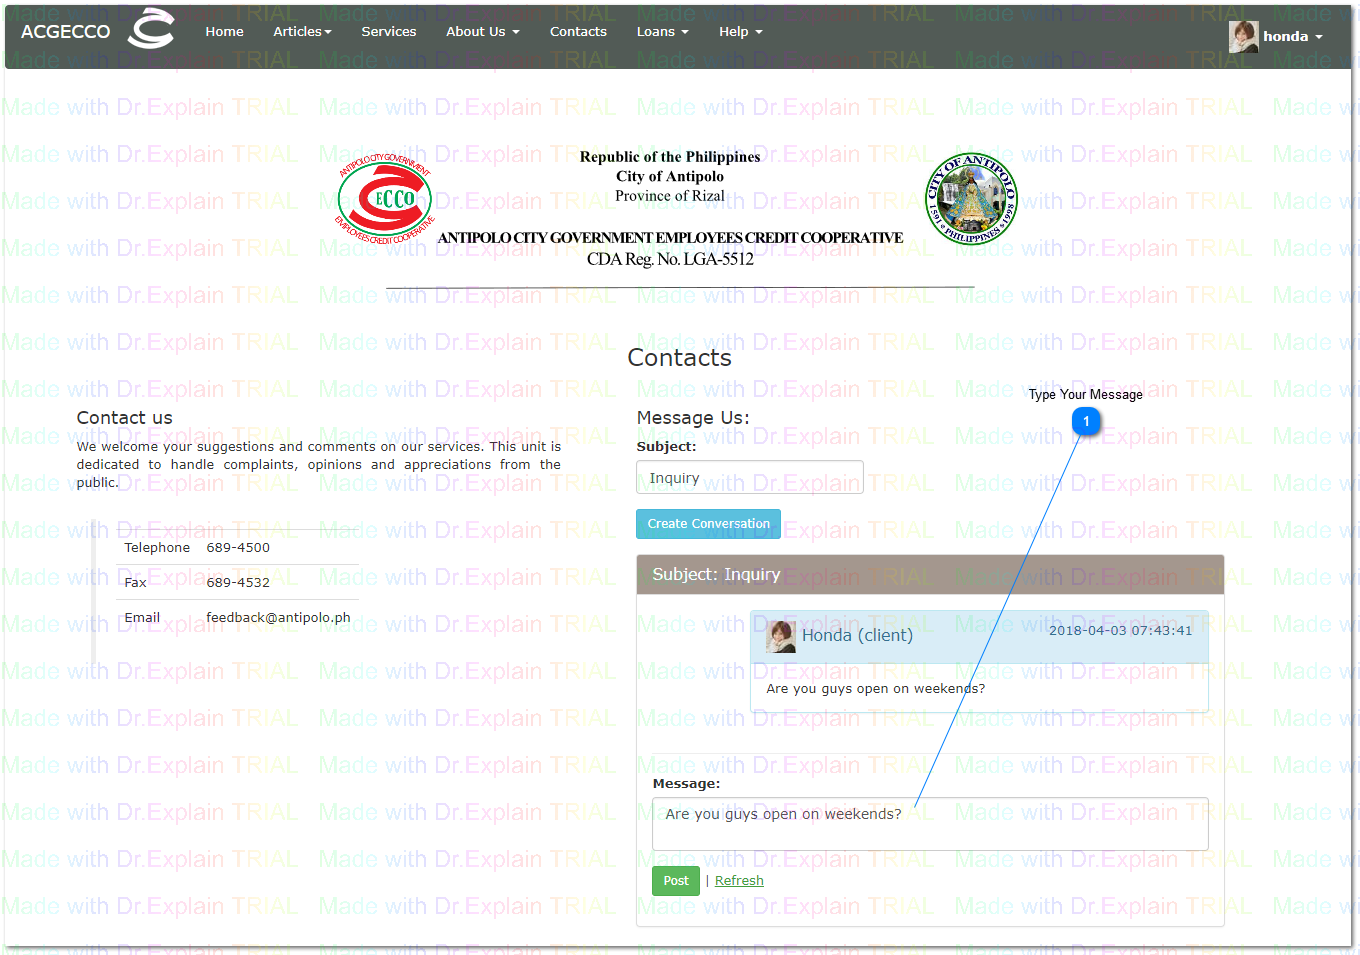 ACGECCO Home Articles Services About Us Contacts Loans Help honda
Made with Dr.Explain TRIAL
ANTIPOLO CITY GOVERNMENT
ECCO
EMPLOYEES CREDIT COOPERATIVE
Republic of the Philippines
City of Antipolo
Province of Rizal
ANTIPOLO CITY GOVERNMENT EMPLOYEES CREDIT COOPERATIVE
CDA Reg. No. LGA-5512
CITY OF ANTIPOLO
1591 PHILIPPINES 1998
Contacts
Contact us
We welcome your suggestions and comments on our services. This unit is
dedicated to handle complaints, opinions and appreciations from the
public.
Telephone 689-4500
Fax 689-4532
Email feedback@antipolo.ph
Type Your Message
1
Message Us:
Subject:
Inquiry
Create Conversation
Subject: Inquiry
Honda (client) 2018-04-03 07:43:41
Are you guys open on weekends?
Message:
Are you guys open on weekends?
Post | Refresh